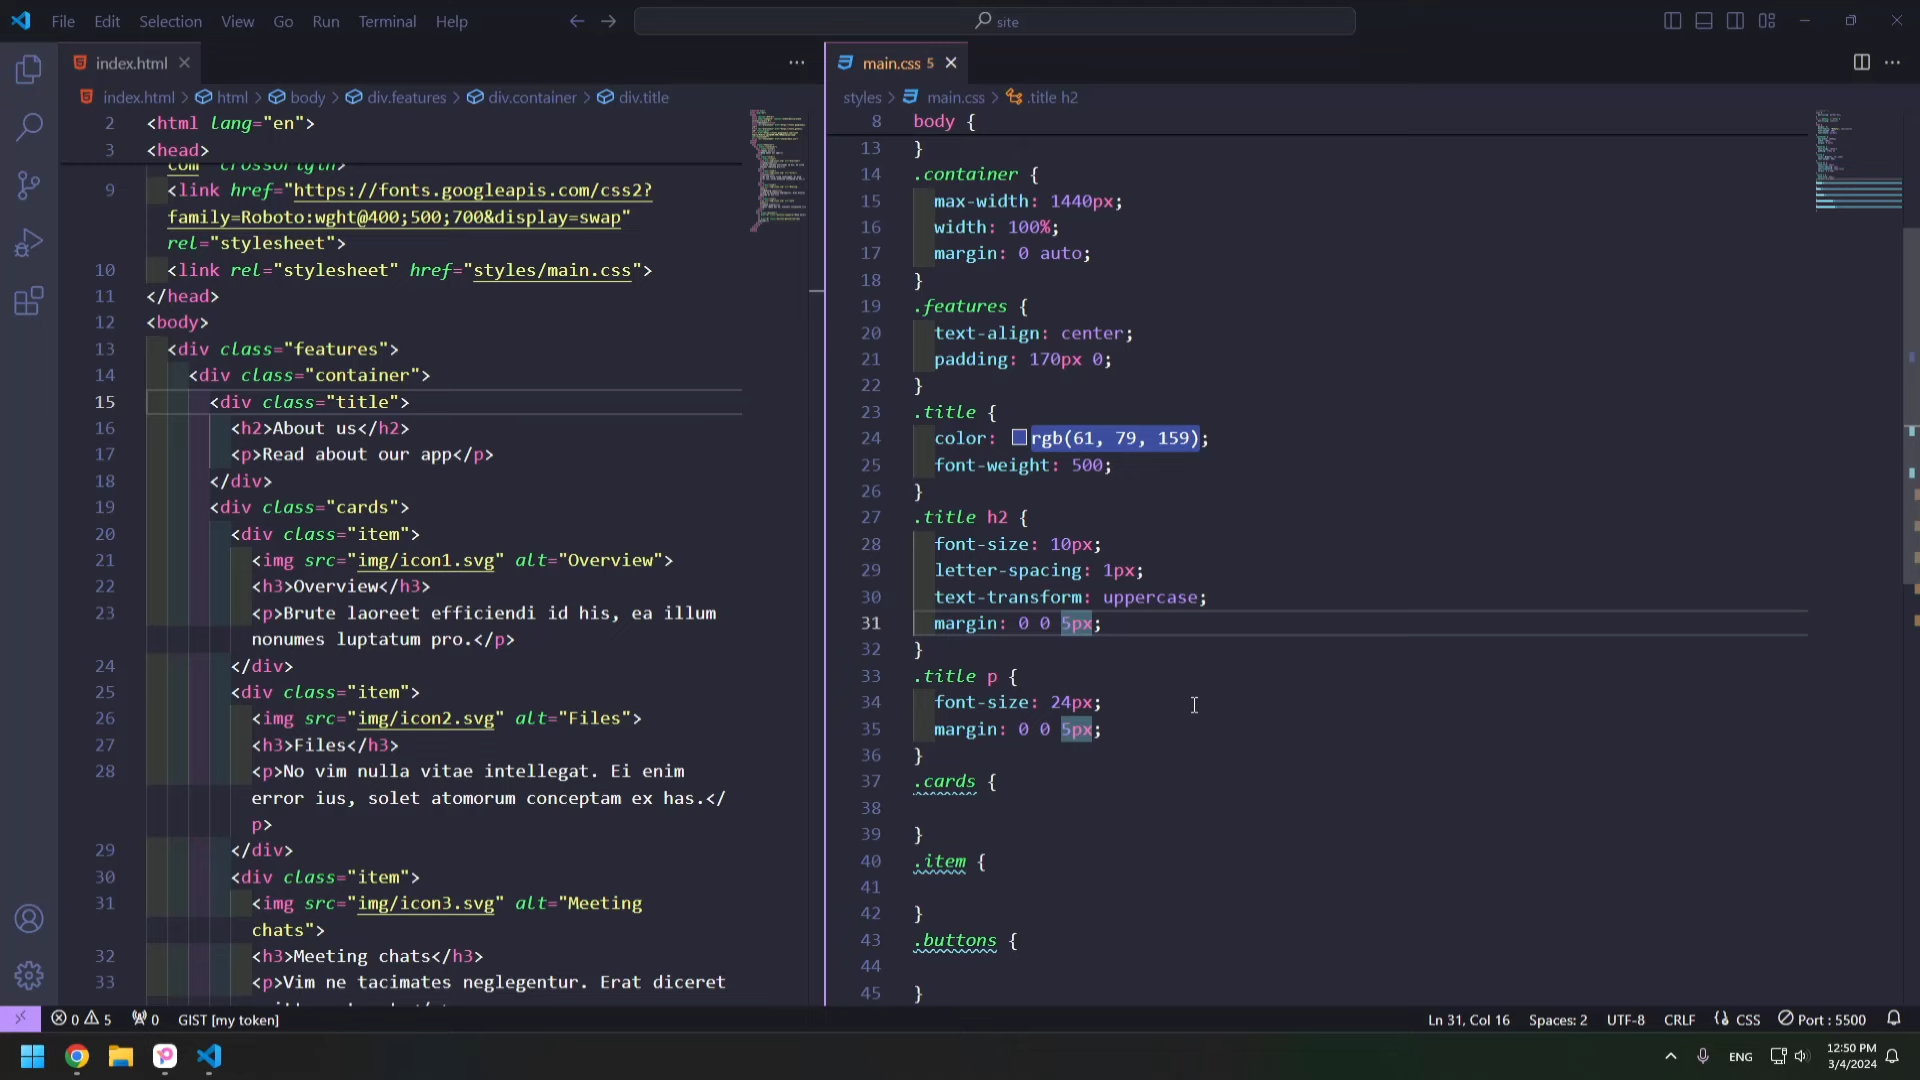 File Edit Selection View Go Run Terminal Help
site
index.html
index.html > html > body > div.features > div.container > div.title
2 <html lang="en">
3 <head>
com" crossorigin>
9 <link href="https://fonts.googleapis.com/css2?
family=Roboto:wght@400;500;700&display=swap"
rel="stylesheet">
10 <link rel="stylesheet" href="styles/main.css">
11 </head>
12 <body>
13 <div class="features">
14 <div class="container">
15 <div class="title">
16 <h2>About us</h2>
17 <p>Read about our app</p>
18 </div>
19 <div class="cards">
20 <div class="item">
21 <img src="img/icon1.svg" alt="Overview">
22 <h3>Overview</h3>
23 <p>Brute laoreet efficiendi id his, ea illum
nonumes luptatum pro.</p>
24 </div>
25 <div class="item">
26 <img src="img/icon2.svg" alt="Files">
27 <h3>Files</h3>
28 <p>No vim nulla vitae intellegat. Ei enim
error ius, solet atomorum conceptam ex has.</
p>
29 </div>
30 <div class="item">
31 <img src="img/icon3.svg" alt="Meeting
chats">
32 <h3>Meeting chats</h3>
33 <p>Vim ne tacimates neglegentur. Erat diceret
main.css 5
styles > main.css > .title h2
8 body {
13 }
14 .container {
15 max-width: 1440px;
16 width: 100%;
17 margin: 0 auto;
18 }
19 .features {
20 text-align: center;
21 padding: 170px 0;
22 }
23 .title {
24 color: rgb(61, 79, 159);
25 font-weight: 500;
26 }
27 .title h2 {
28 font-size: 10px;
29 letter-spacing: 1px;
30 text-transform: uppercase;
31 margin: 0 0 5px;
32 }
33 .title p {
34 font-size: 24px;
35 margin: 0 0 5px;
36 }
37 .cards {
38
39 }
40 .item {
41
42 }
43 .buttons {
44
45 }
0 5 0 GIST [my token]
Ln 31, Col 16 Spaces: 2 UTF-8 CRLF CSS Port : 5500
ENG
12:50 PM
3/4/2024